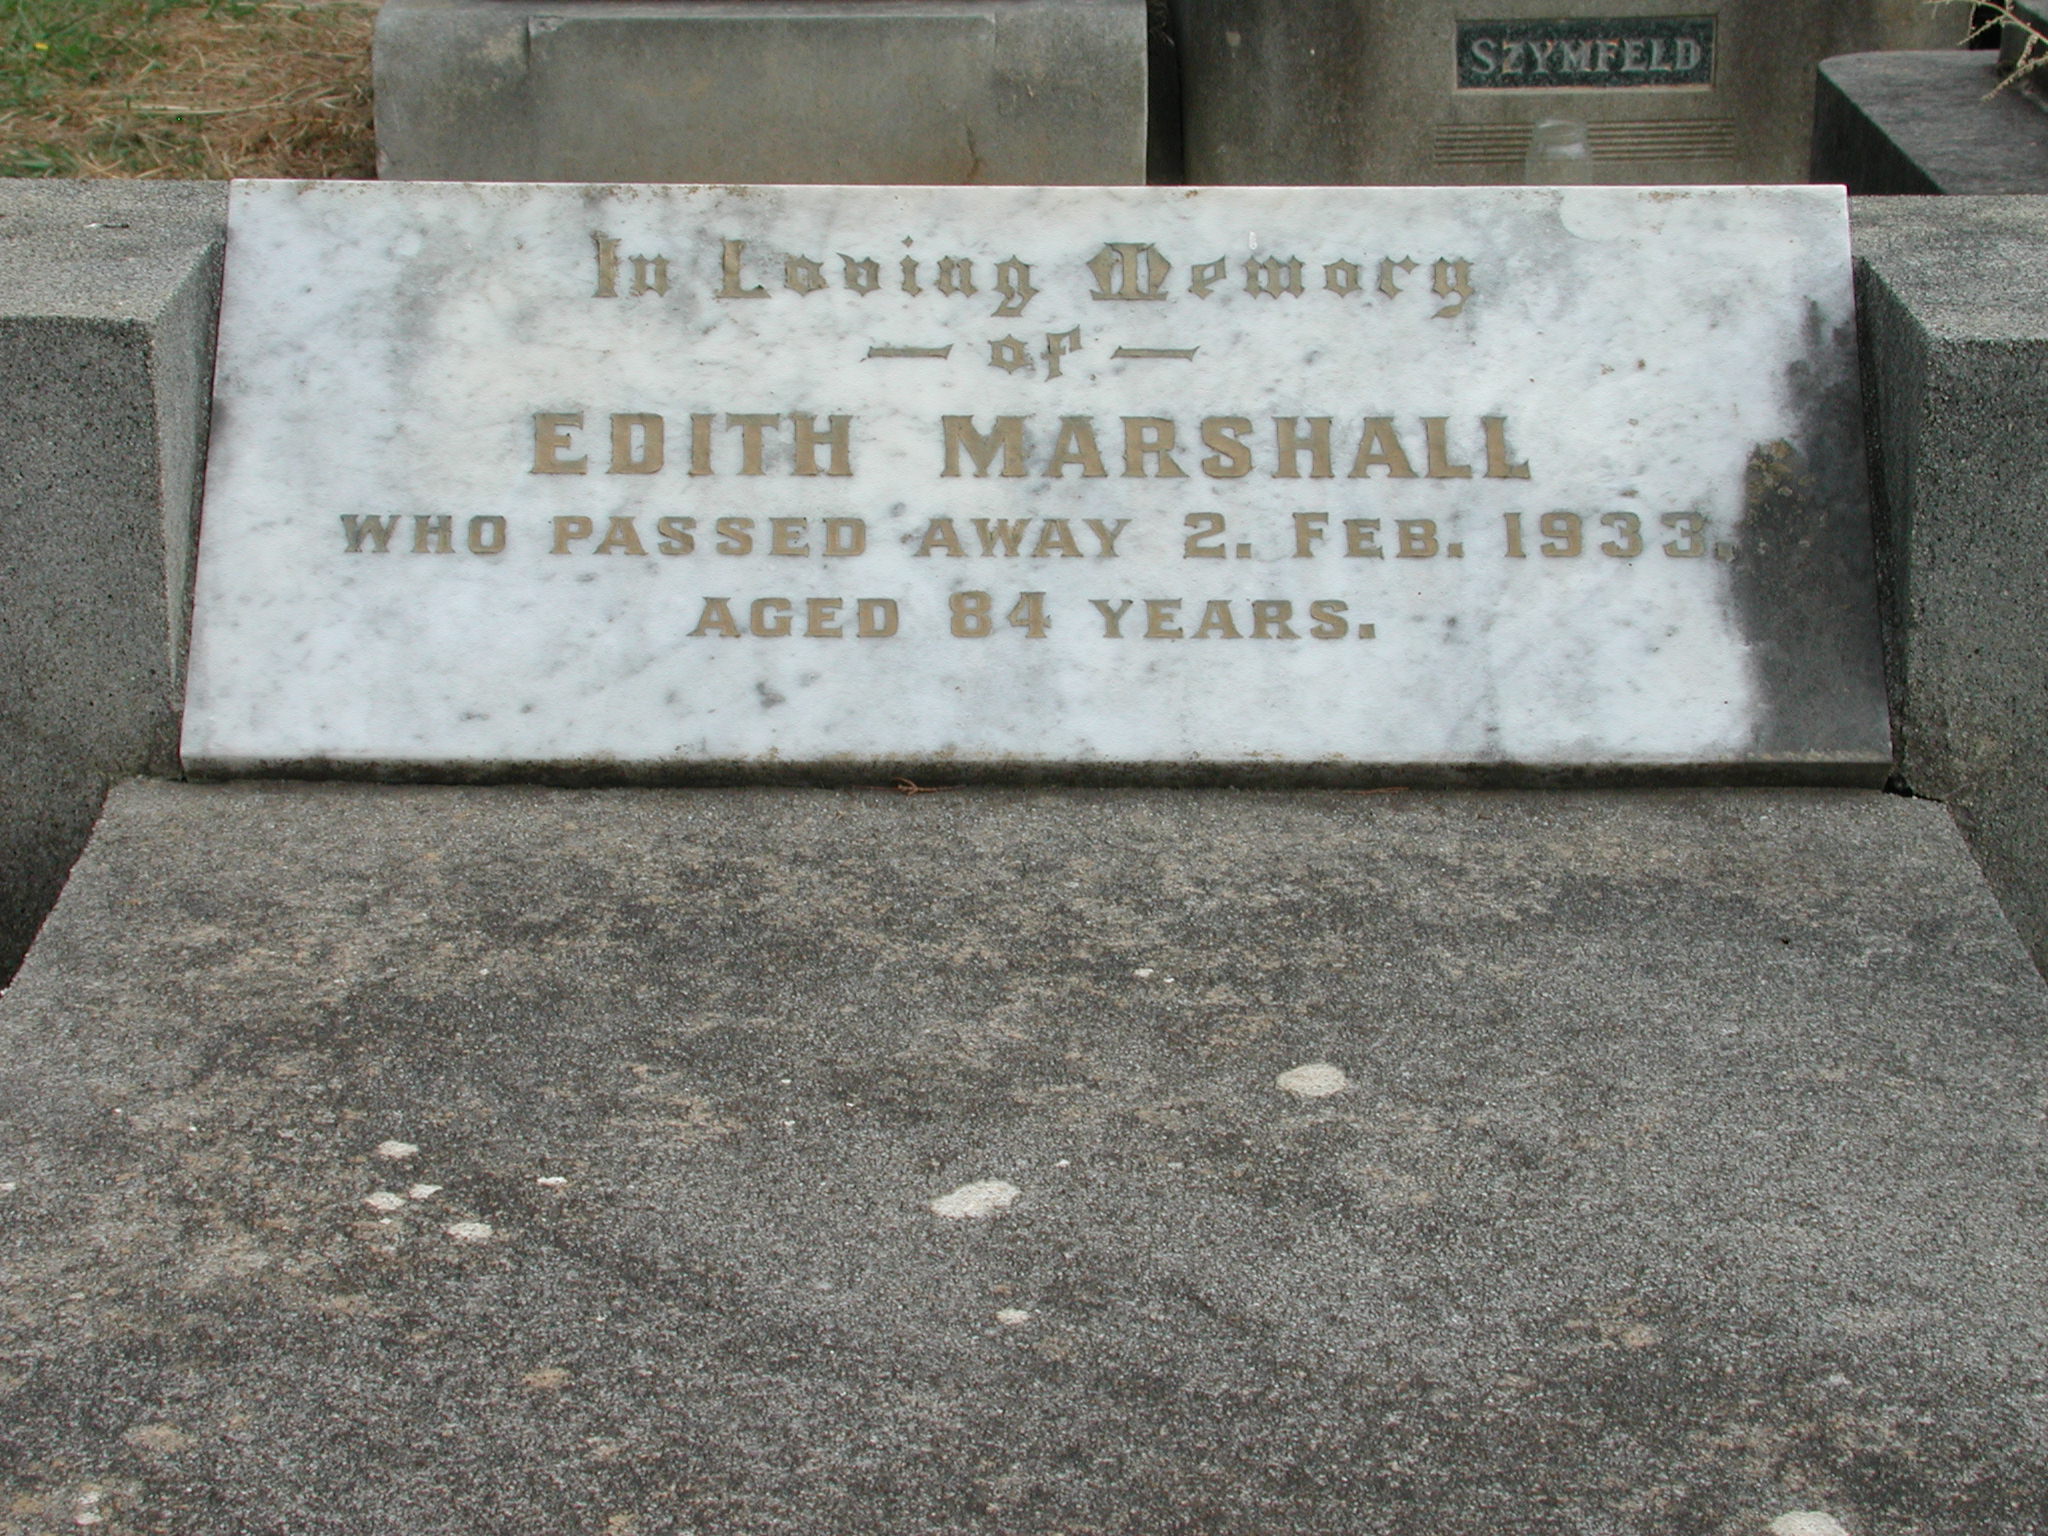 SZYMFELD
In Loving Memory
— of —
EDITH MARSHALL
WHO PASSED AWAY 2. FEB. 1933.
AGED 84 YEARS.